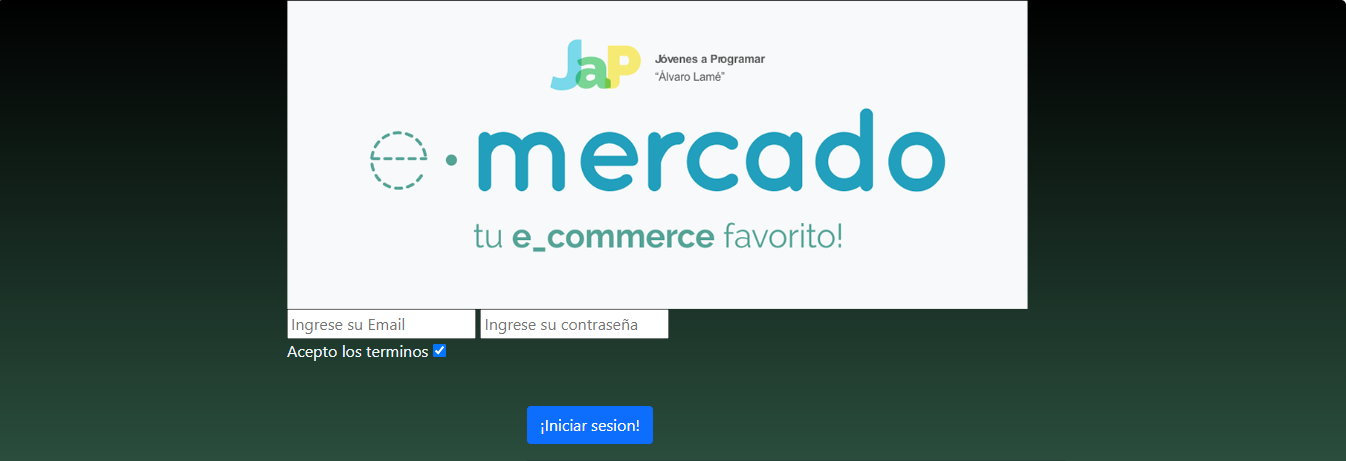 JaP
Jóvenes a Programar
“Álvaro Lamé”
e · mercado
tu e_commerce favorito!
Ingrese su Email
Ingrese su contraseña
Acepto los terminos
¡Iniciar sesion!